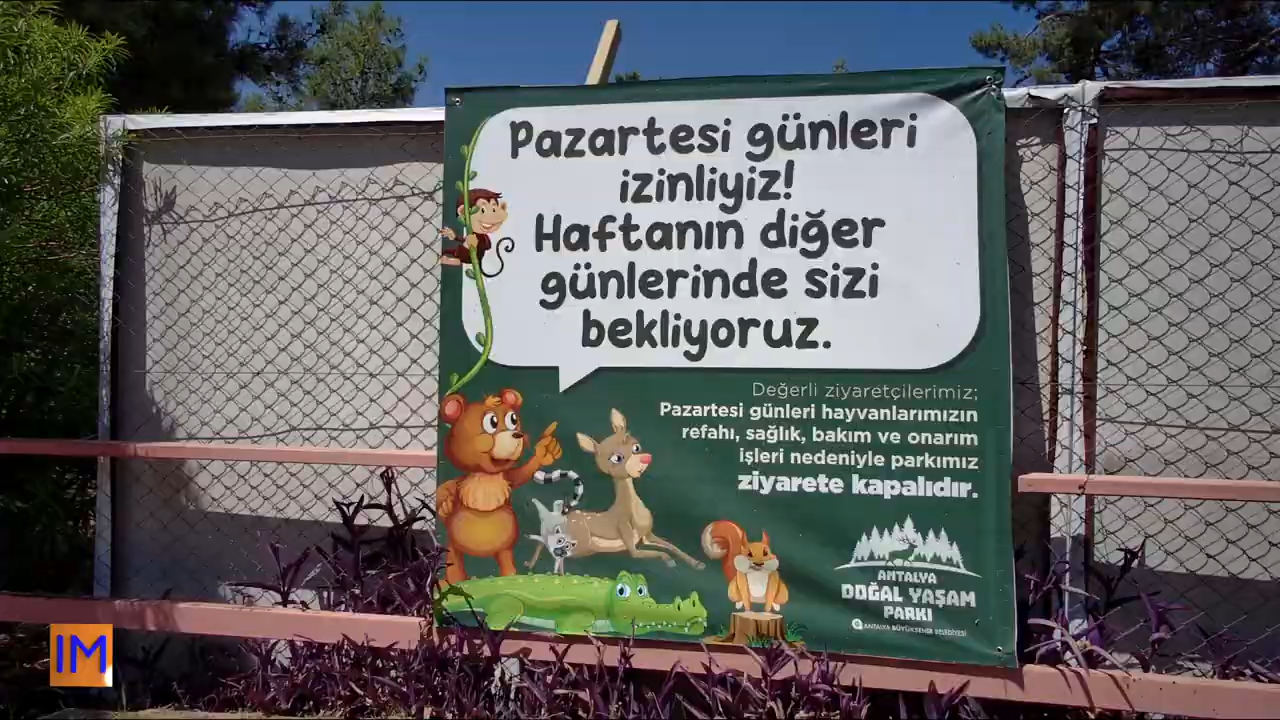 Pazartesi günleri
izinliyiz!
Haftanın diğer
günlerinde sizi
bekliyoruz.
Değerli ziyaretçilerimiz;
Pazartesi günleri hayvanlarımızın
refahı, sağlık, bakım ve onarım
işleri nedeniyle parkımız
ziyarete kapalıdır.
ANTALYA
DOĞAL YAŞAM
PARKI
ANTALYA BÜYÜKŞEHİR BELEDİYESİ
IM